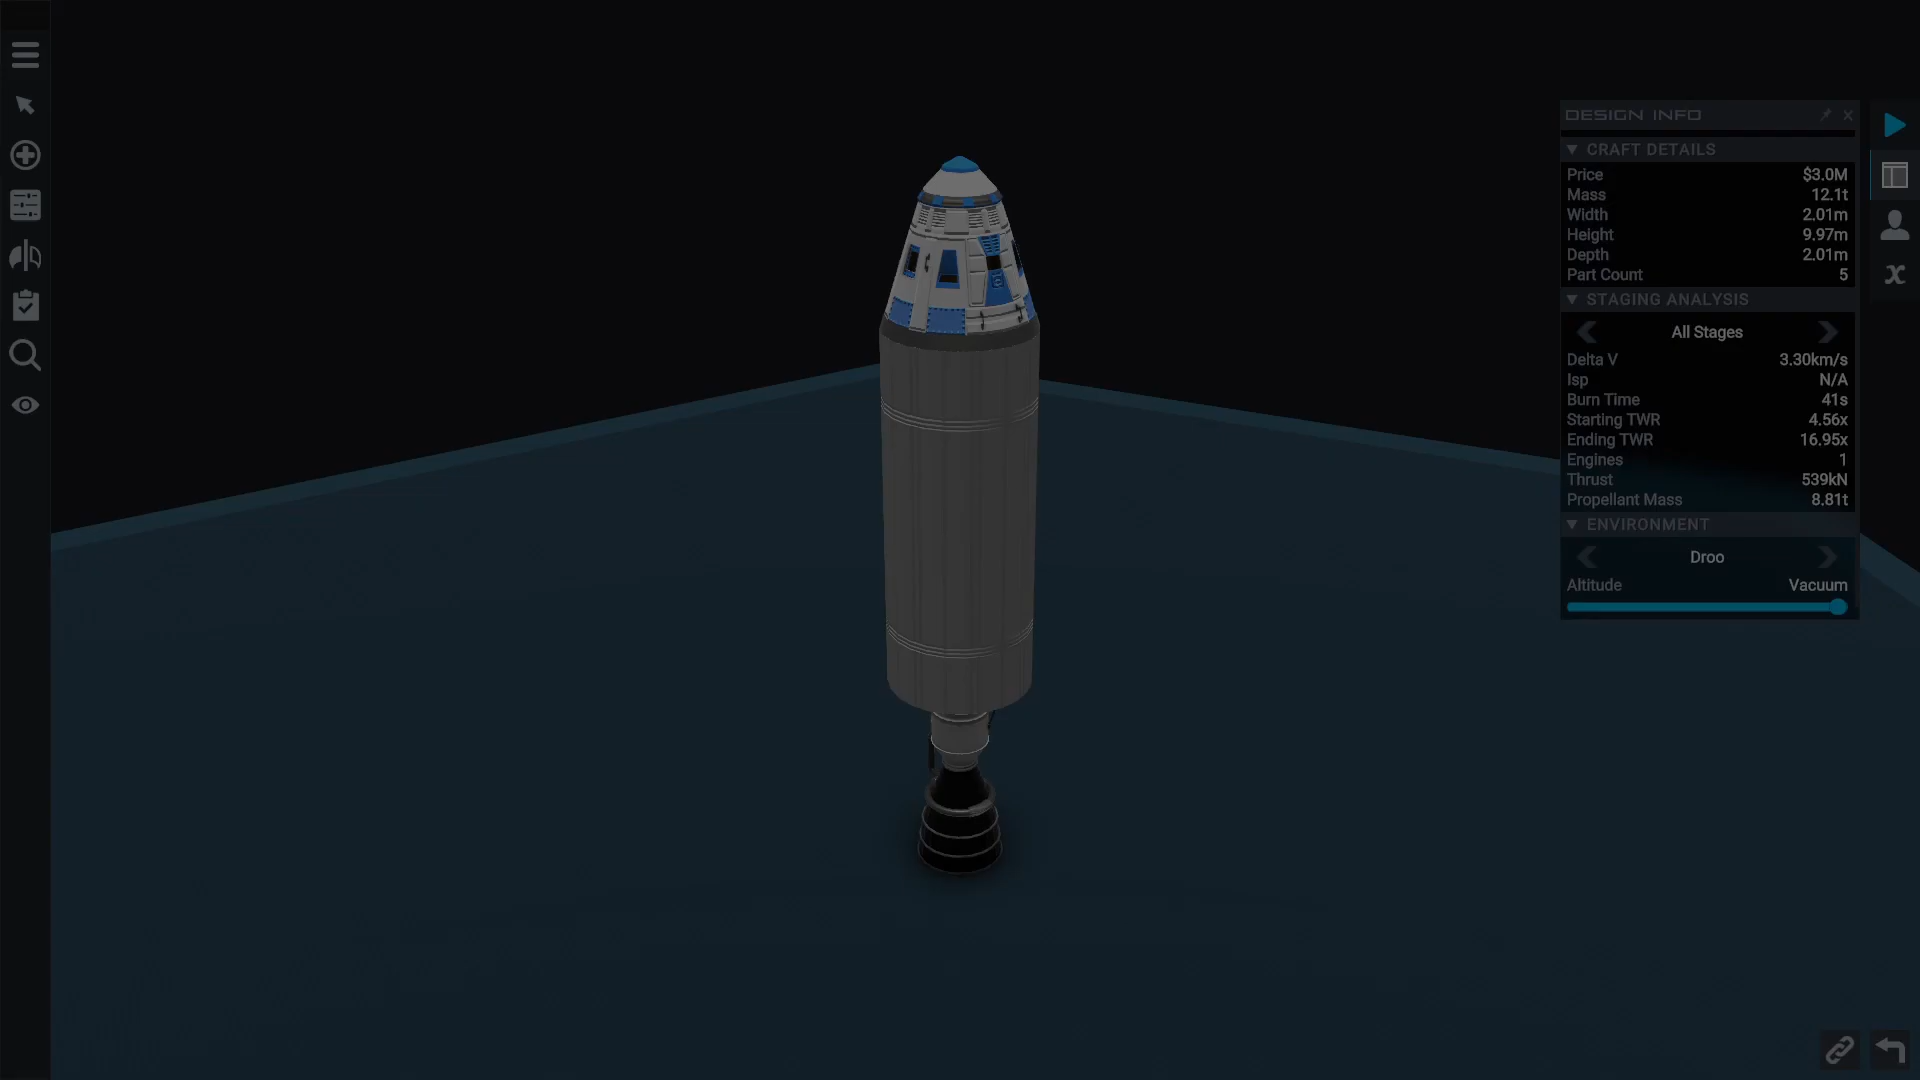 DESIGN INFO
CRAFT DETAILS
Price $3.0M
Mass 12.1t
Width 2.01m
Height 9.97m
Depth 2.01m
Part Count 5
STAGING ANALYSIS
All Stages
Delta V 3.30km/s
Isp N/A
Burn Time 41s
Starting TWR 4.56x
Ending TWR 16.95x
Engines 1
Thrust 539kN
Propellant Mass 8.81t
ENVIRONMENT
Droo
Altitude Vacuum